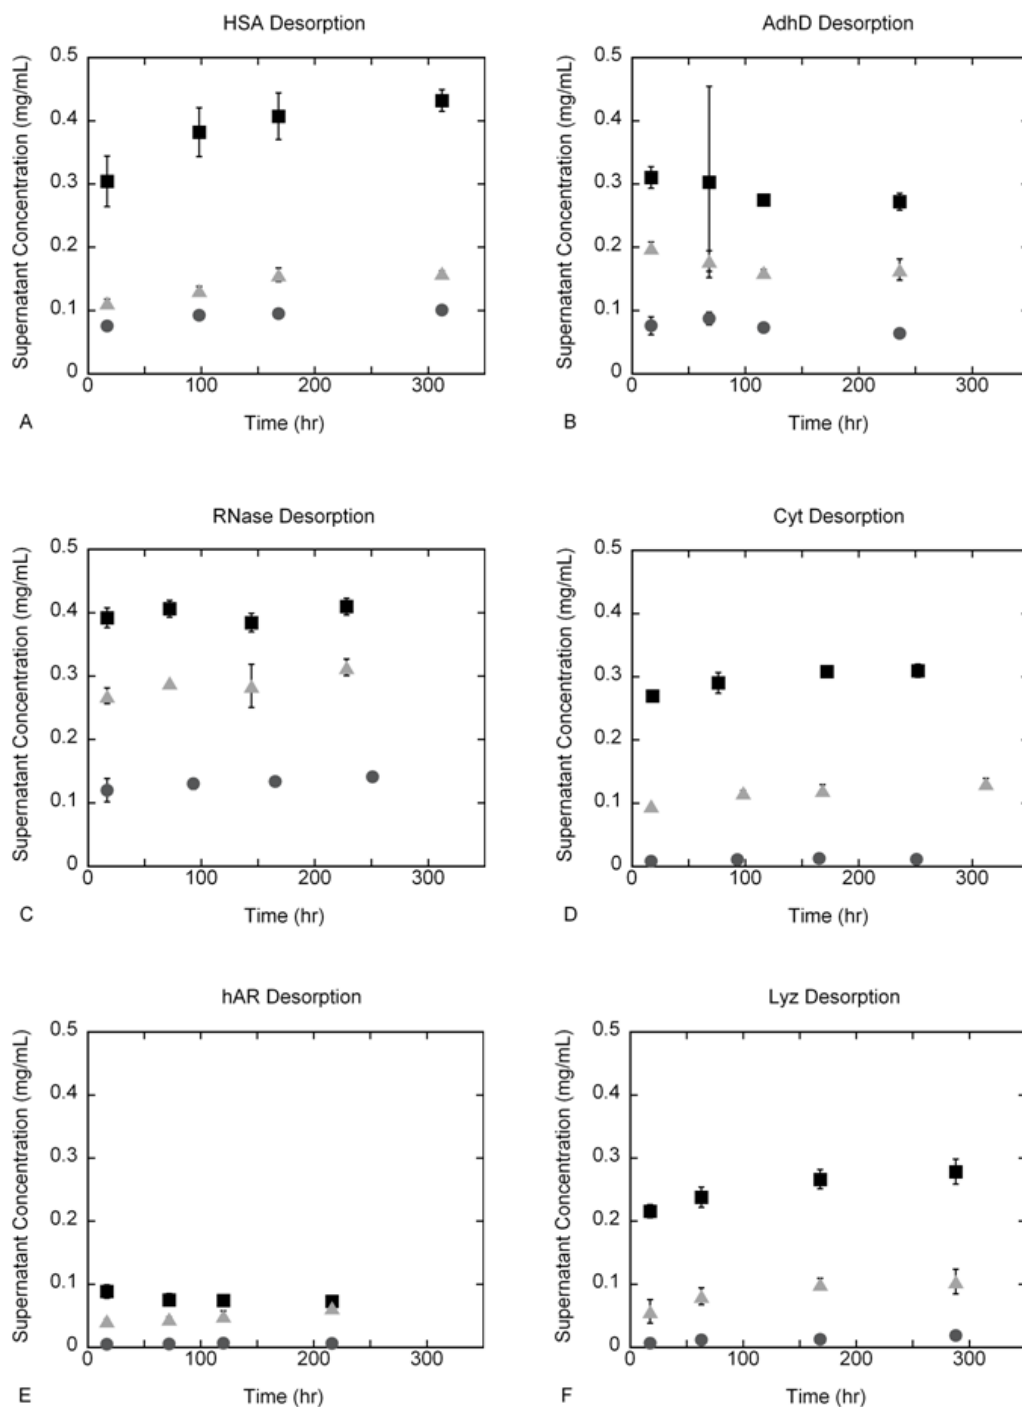 HSA Desorption
0.5
0.4
0.3
0.2
0.1
0
Supernatant Concentration (mg/mL)
0 100 200 300
Time (hr)
A
AdhD Desorption
0.5
0.4
0.3
0.2
0.1
0
Supernatant Concentration (mg/mL)
0 100 200 300
Time (hr)
B
RNase Desorption
0.5
0.4
0.3
0.2
0.1
0
Supernatant Concentration (mg/mL)
0 100 200 300
Time (hr)
C
Cyt Desorption
0.5
0.4
0.3
0.2
0.1
0
Supernatant Concentration (mg/mL)
0 100 200 300
Time (hr)
D
hAR Desorption
0.5
0.4
0.3
0.2
0.1
0
Supernatant Concentration (mg/mL)
0 100 200 300
Time (hr)
E
Lyz Desorption
0.5
0.4
0.3
0.2
0.1
0
Supernatant Concentration (mg/mL)
0 100 200 300
Time (hr)
F